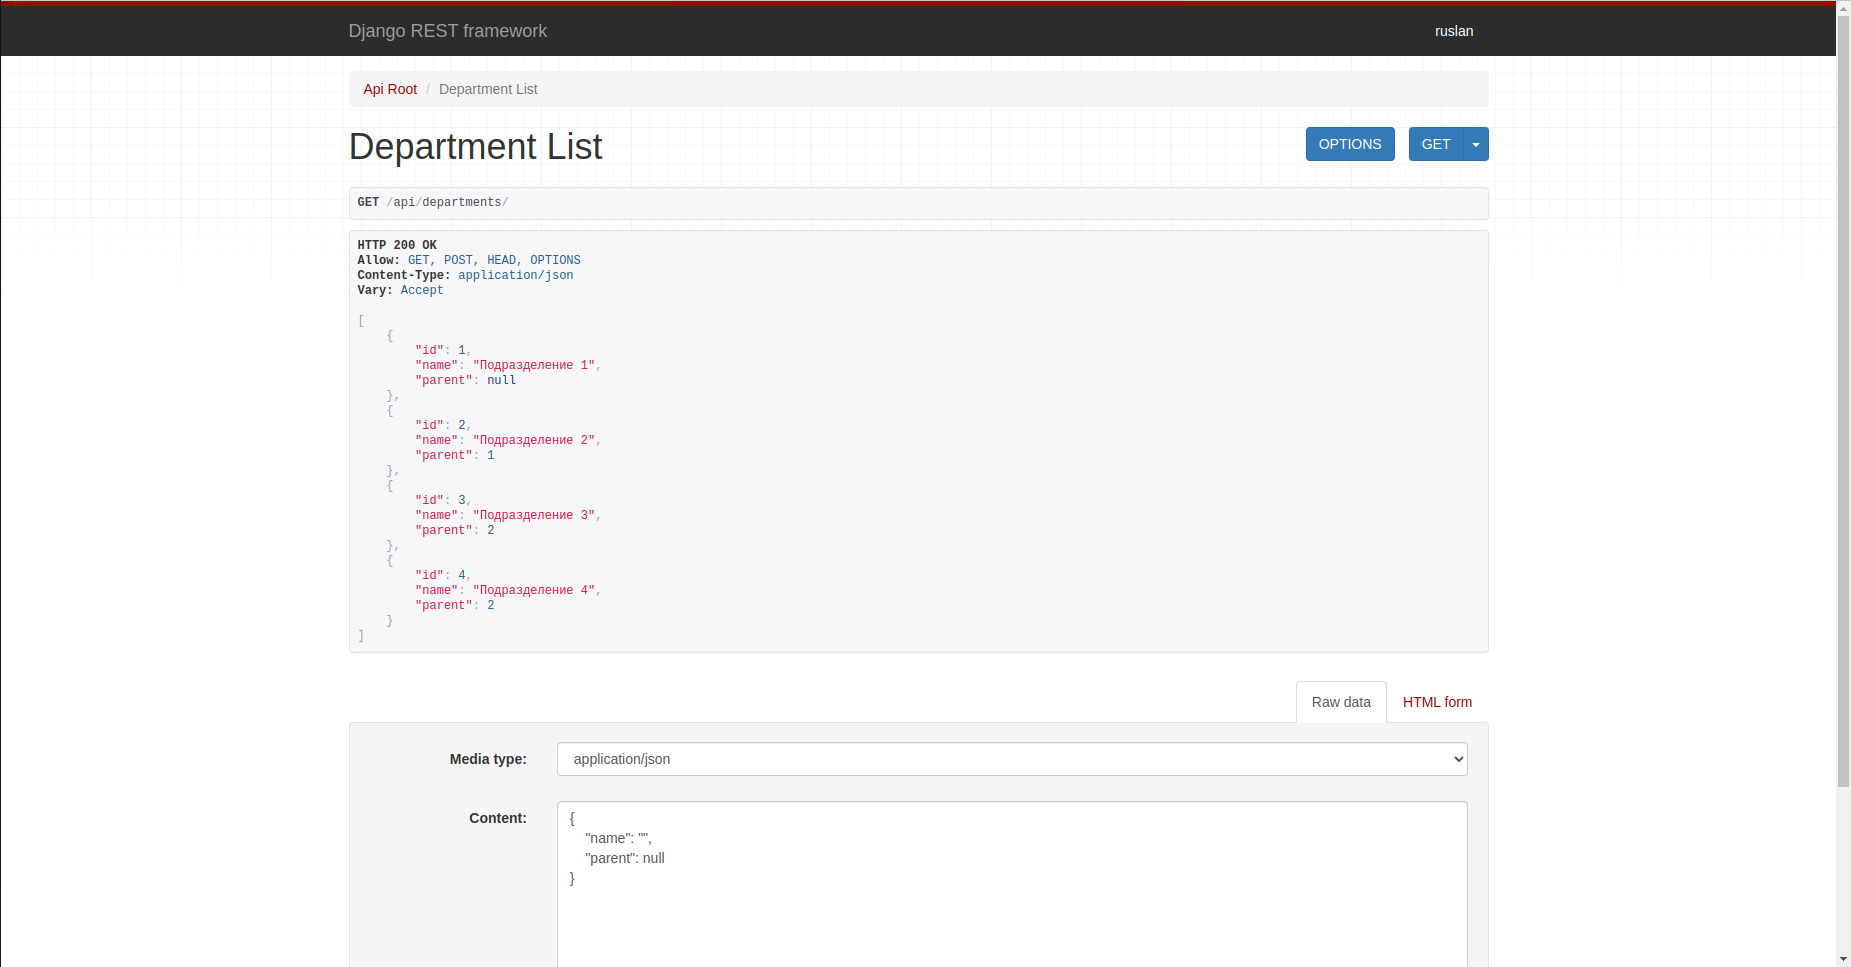 Django REST framework
ruslan
Api Root / Department List
Department List
OPTIONS
GET
GET /api/departments/
HTTP 200 OK
Allow: GET, POST, HEAD, OPTIONS
Content-Type: application/json
Vary: Accept
[
    {
        "id": 1,
        "name": "Подразделение 1",
        "parent": null
    },
    {
        "id": 2,
        "name": "Подразделение 2",
        "parent": 1
    },
    {
        "id": 3,
        "name": "Подразделение 3",
        "parent": 2
    },
    {
        "id": 4,
        "name": "Подразделение 4",
        "parent": 2
    }
]
Raw data
HTML form
Media type:
application/json
Content:
{
    "name": "",
    "parent": null
}